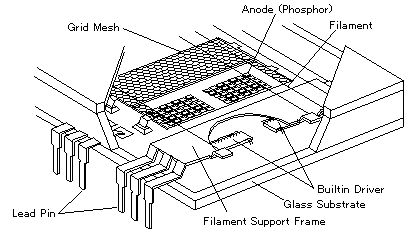 Anode (Phosphor)
Grid Mesh
Filament
Builtin Driver
Glass Substrate
Lead Pin
Filament Support Frame